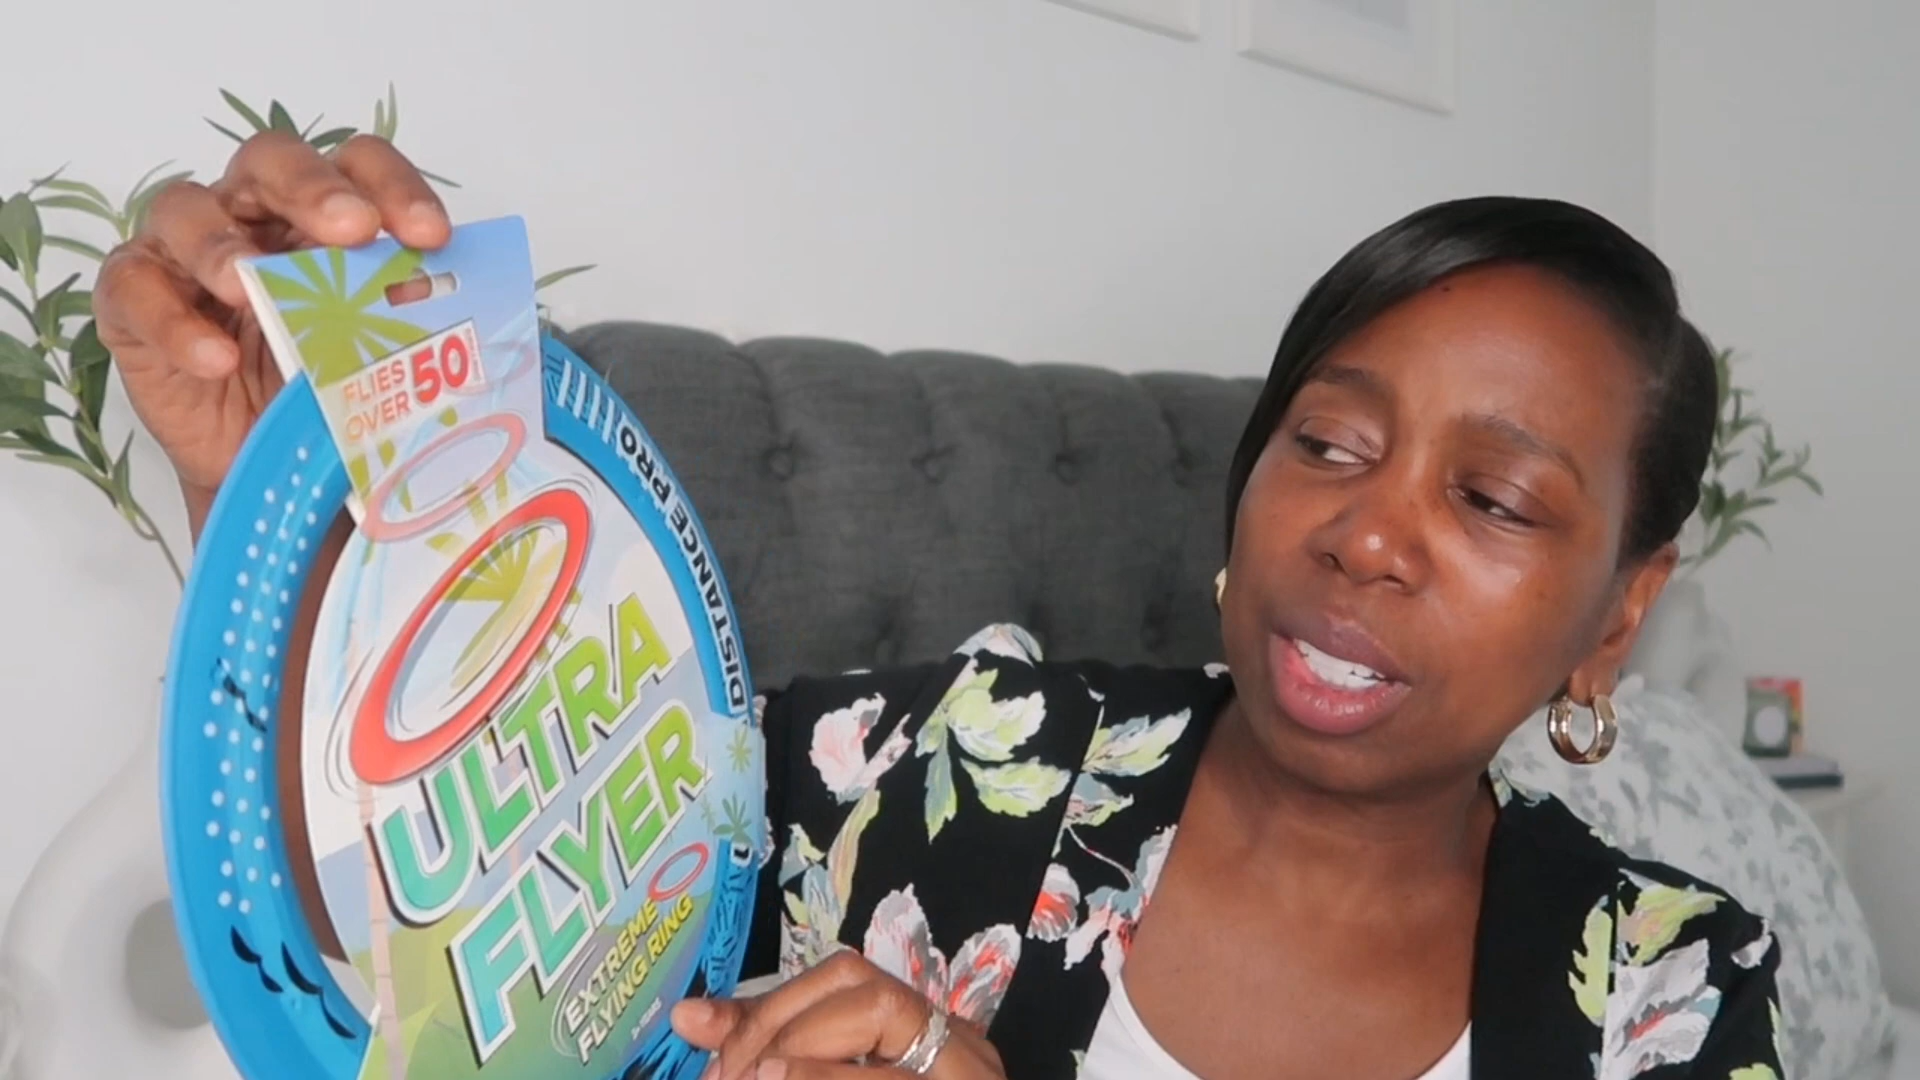 FLIES
OVER 50
DISTANCE PRO
ULTRA
FLYER
EXTREME
FLYING RING